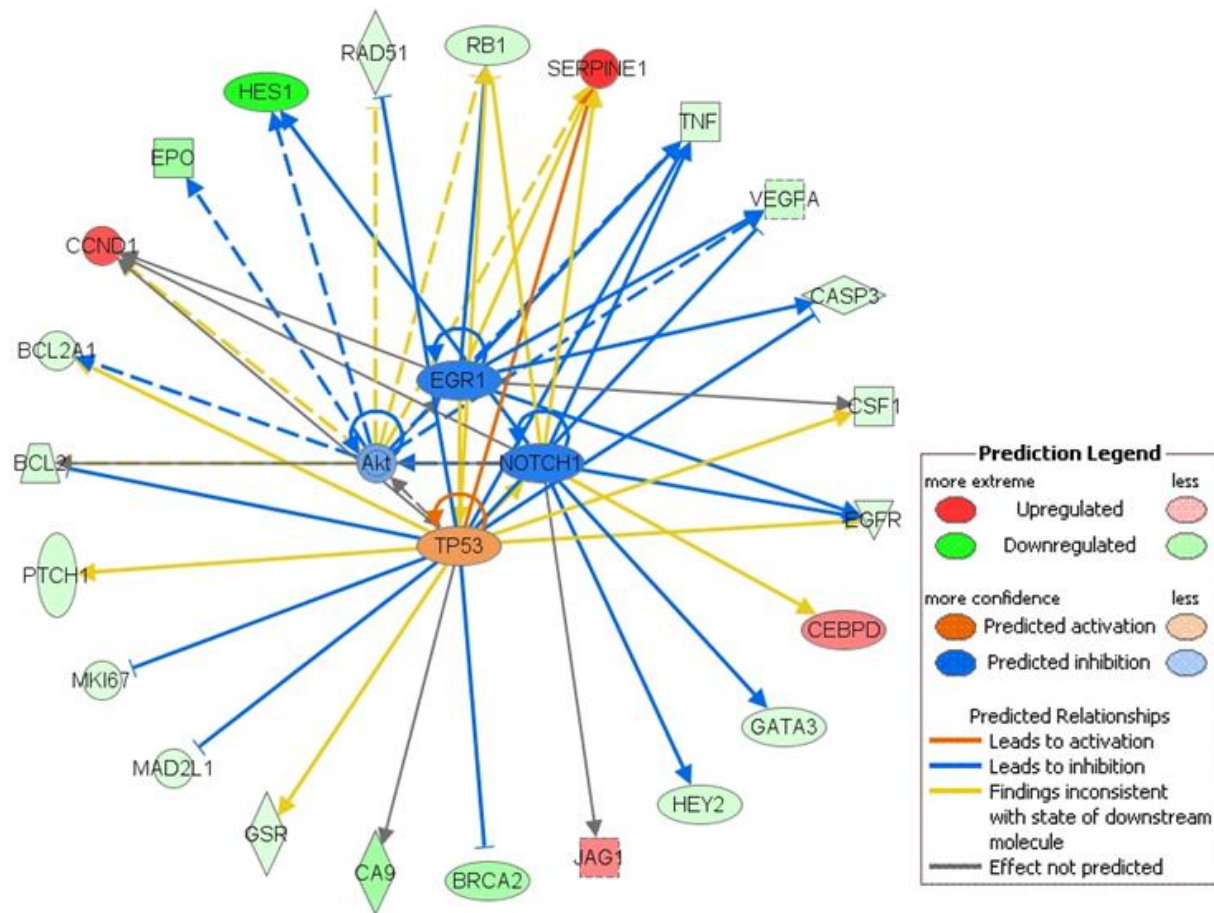 RAD51
RB1
SERPINE1
HES1
TNF
EPO
VEGFA
CCND1
CASP3
BCL2A1
EGR1
CSF1
BCL2
Akt
NOTCH1
EGFR
TP53
PTCH1
CEBPD
MKI67
GATA3
MAD2L1
HEY2
GSR
CA9
BRCA2
JAG1
Prediction Legend
more extreme less
Upregulated
Downregulated
more confidence less
Predicted activation
Predicted inhibition
Predicted Relationships
Leads to activation
Leads to inhibition
Findings inconsistent
with state of downstream
molecule
Effect not predicted